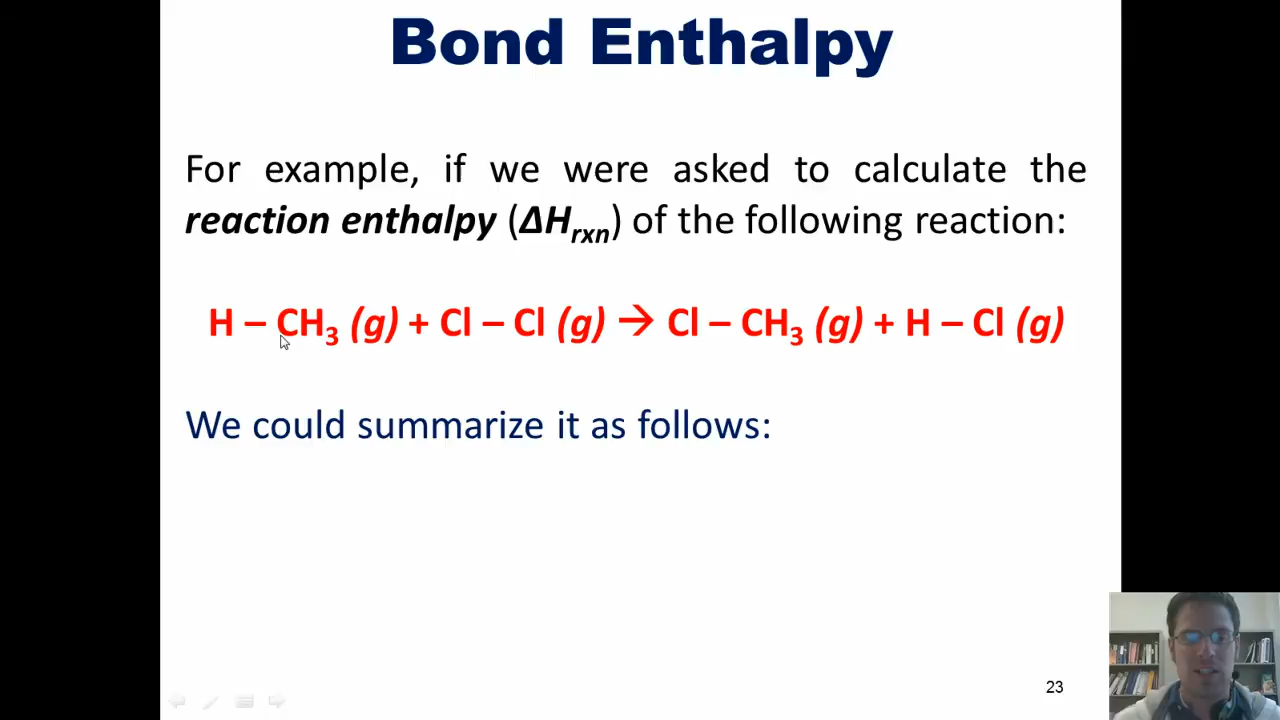 Bond Enthalpy
For example, if we were asked to calculate the
reaction enthalpy (ΔHrxn) of the following reaction:
H – CH₃ (g) + Cl – Cl (g) → Cl – CH₃ (g) + H – Cl (g)
We could summarize it as follows:
23